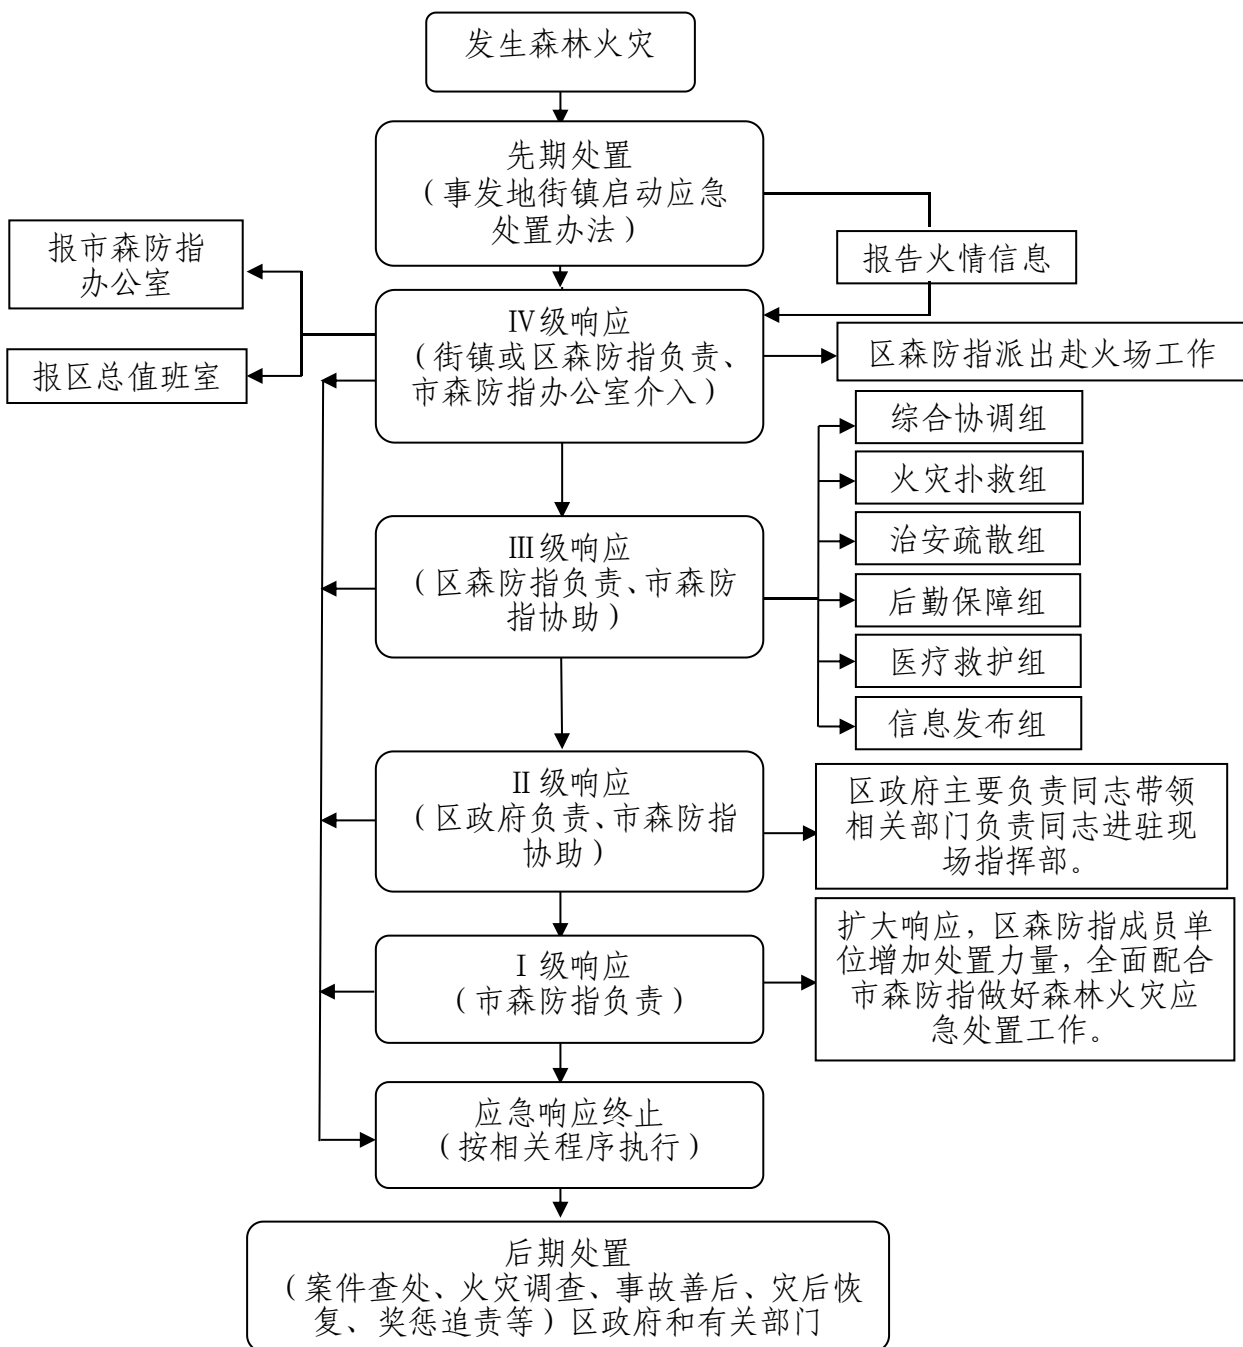 发生森林火灾
先期处置
（事发地街镇启动应急
处置办法）
报告火情信息
报市森防指
办公室
报区总值班室
Ⅳ级响应
（街镇或区森防指负责、
市森防指办公室介入）
区森防指派出赴火场工作
综合协调组
火灾扑救组
治安疏散组
后勤保障组
医疗救护组
信息发布组
Ⅲ级响应
（区森防指负责、市森防
指协助）
Ⅱ级响应
（区政府负责、市森防指
协助）
区政府主要负责同志带领
相关部门负责同志进驻现
场指挥部。
Ⅰ级响应
（市森防指负责）
扩大响应，区森防指成员单
位增加处置力量，全面配合
市森防指做好森林火灾应
急处置工作。
应急响应终止
（按相关程序执行）
后期处置
（案件查处、火灾调查、事故善后、灾后恢
复、奖惩追责等）区政府和有关部门